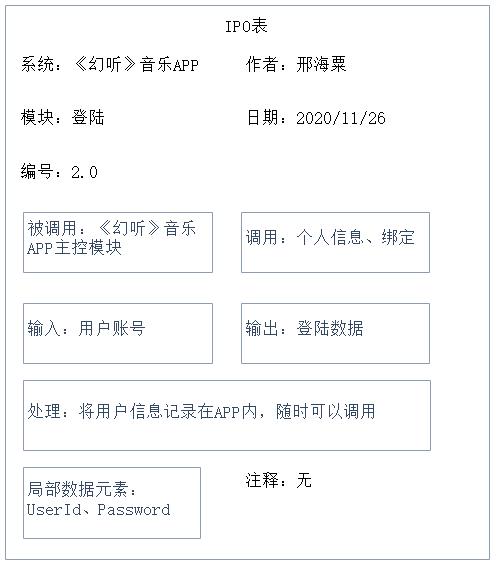 IPO表
系统：《幻听》音乐APP
作者：邢海粟
模块：登陆
日期：2020/11/26
编号：2.0
被调用：《幻听》音乐
APP主控模块
调用：个人信息、绑定
输入：用户账号
输出：登陆数据
处理：将用户信息记录在APP内，随时可以调用
局部数据元素：
UserId、Password
注释：无